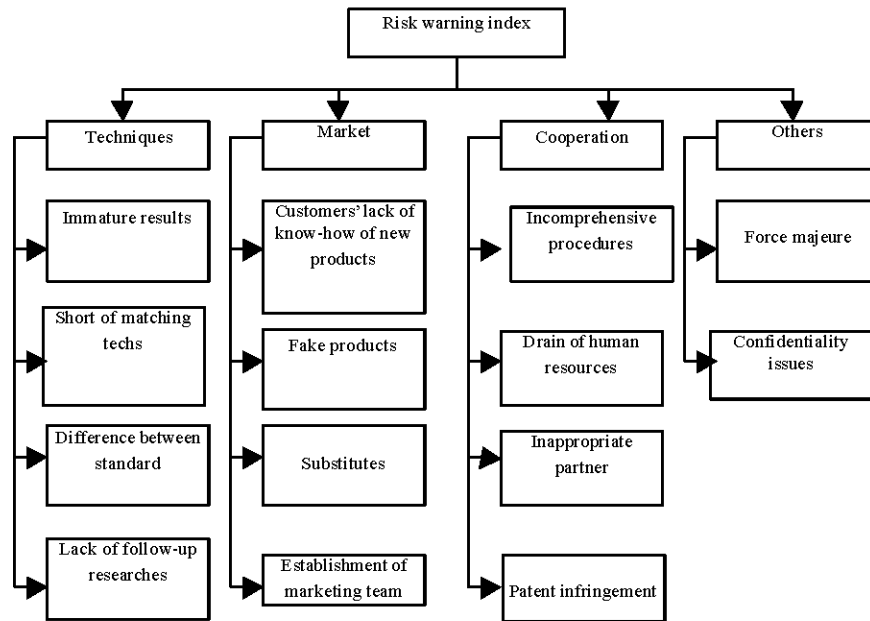 Risk warning index
Techniques
Market
Cooperation
Others
Immature results
Short of matching
techs
Difference between
standard
Lack of follow-up
researches
Customers’ lack of
know-how of new
products
Fake products
Substitutes
Establishment of
marketing team
Incomprehensive
procedures
Drain of human
resources
Inappropriate
partner
Patent infringement
Force majeure
Confidentiality
issues